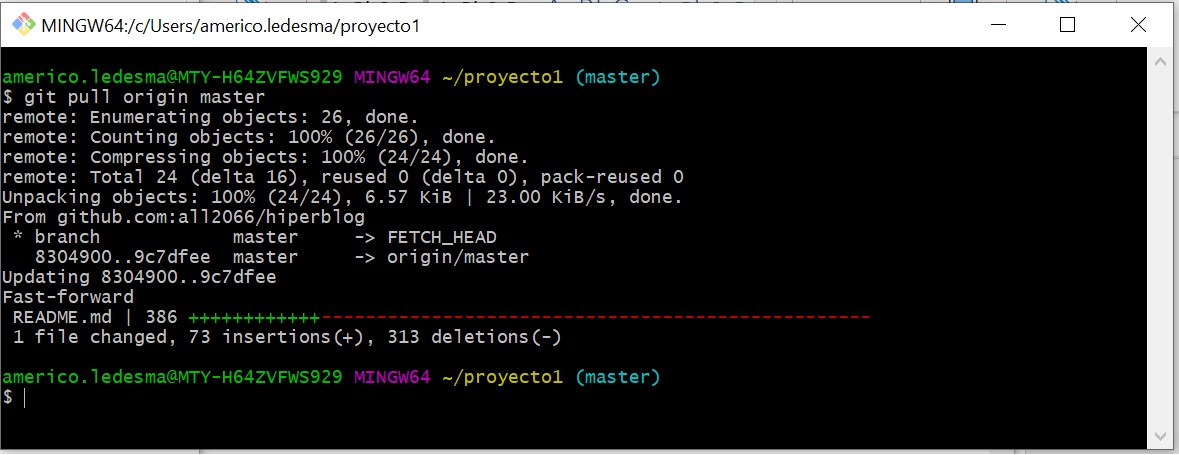 MINGW64:/c/Users/americo.ledesma/proyecto1
americo.ledesma@MTY-H64ZVFWS929 MINGW64 ~/proyecto1 (master)
$ git pull origin master
remote: Enumerating objects: 26, done.
remote: Counting objects: 100% (26/26), done.
remote: Compressing objects: 100% (24/24), done.
remote: Total 24 (delta 16), reused 0 (delta 0), pack-reused 0
Unpacking objects: 100% (24/24), 6.57 KiB | 23.00 KiB/s, done.
From github.com:all2066/hiperblog
 * branch            master     -> FETCH_HEAD
   8304900..9c7dfee  master     -> origin/master
Updating 8304900..9c7dfee
Fast-forward
 README.md | 386 ++++++++++++--------------------------------------------------
 1 file changed, 73 insertions(+), 313 deletions(-)
americo.ledesma@MTY-H64ZVFWS929 MINGW64 ~/proyecto1 (master)
$